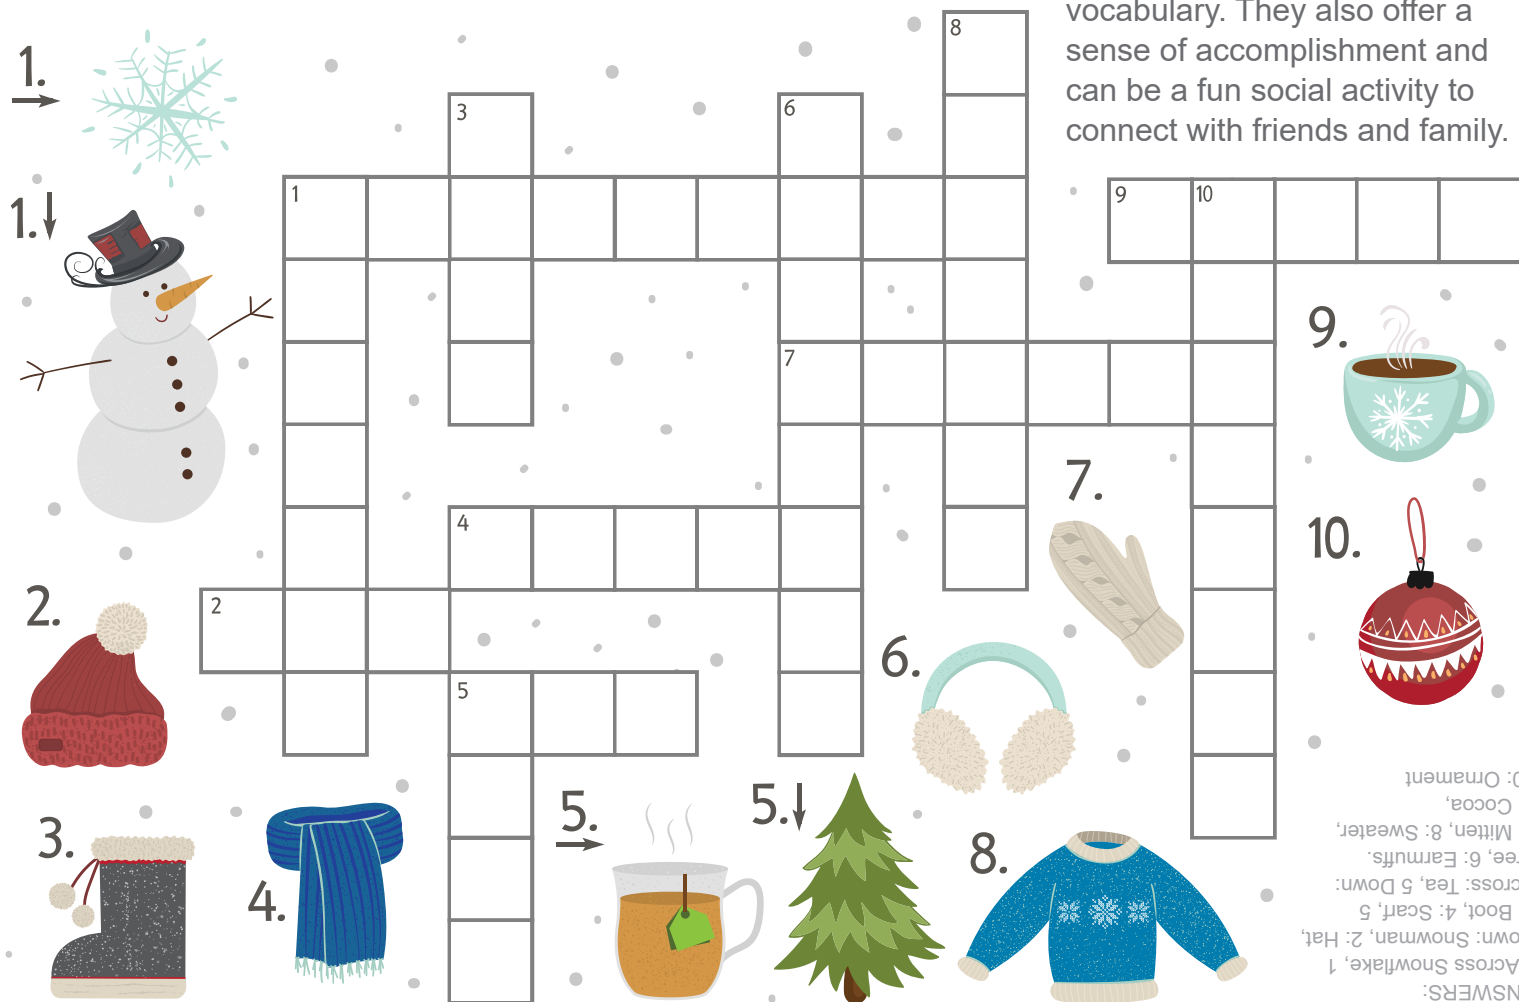 vocabulary. They also offer a
sense of accomplishment and
can be a fun social activity to
connect with friends and family.
1.
1.
2.
3.
4.
5.
5.
6.
7.
8.
9.
10.
8
3
6
1
9 10
7
4
2
5
NSWERS:
Across Snowflake, 1
own: Snowman, 2: Hat,
Boot, 4: Scarf, 5
cross: Tea, 5 Down:
ree, 6: Earmuffs.
Mitten, 8: Sweater,
Cocoa,
0: Ornament